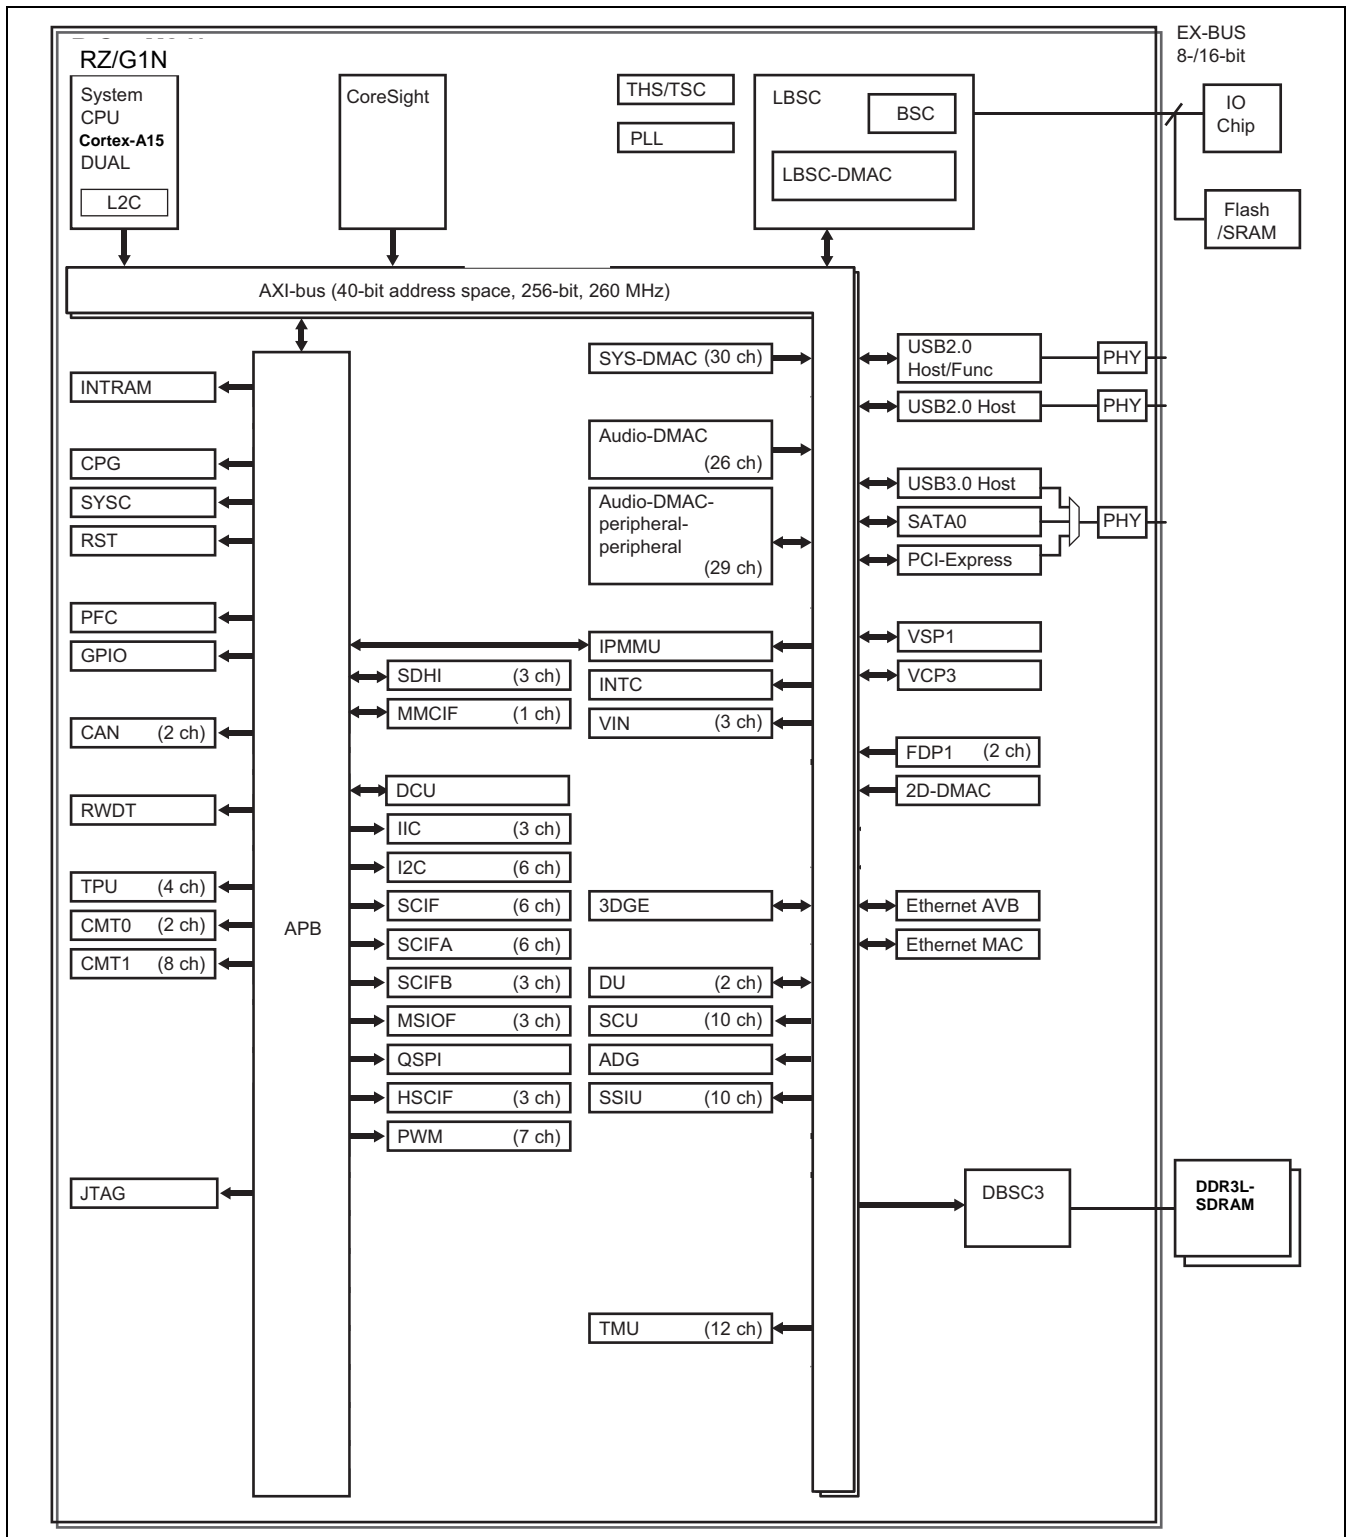 EX-BUS
8-/16-bit
RZ/G1N
System
CPU
Cortex-A15
DUAL
L2C
CoreSight
THS/TSC
PLL
LBSC
BSC
LBSC-DMAC
IO
Chip
Flash
/SRAM
AXI-bus (40-bit address space, 256-bit, 260 MHz)
INTRAM
CPG
SYSC
RST
PFC
GPIO
CAN (2 ch)
RWDT
TPU (4 ch)
CMT0 (2 ch)
CMT1 (8 ch)
JTAG
APB
SDHI (3 ch)
MMCIF (1 ch)
DCU
IIC (3 ch)
I2C (6 ch)
SCIF (6 ch)
SCIFA (6 ch)
SCIFB (3 ch)
MSIOF (3 ch)
QSPI
HSCIF (3 ch)
PWM (7 ch)
SYS-DMAC (30 ch)
Audio-DMAC
(26 ch)
Audio-DMAC-
peripheral-
peripheral
(29 ch)
IPMMU
INTC
VIN (3 ch)
3DGE
DU (2 ch)
SCU (10 ch)
ADG
SSIU (10 ch)
TMU (12 ch)
USB2.0
Host/Func
PHY
USB2.0 Host
PHY
USB3.0 Host
SATA0
PHY
PCI-Express
VSP1
VCP3
FDP1 (2 ch)
2D-DMAC
Ethernet AVB
Ethernet MAC
DBSC3
DDR3L-
SDRAM